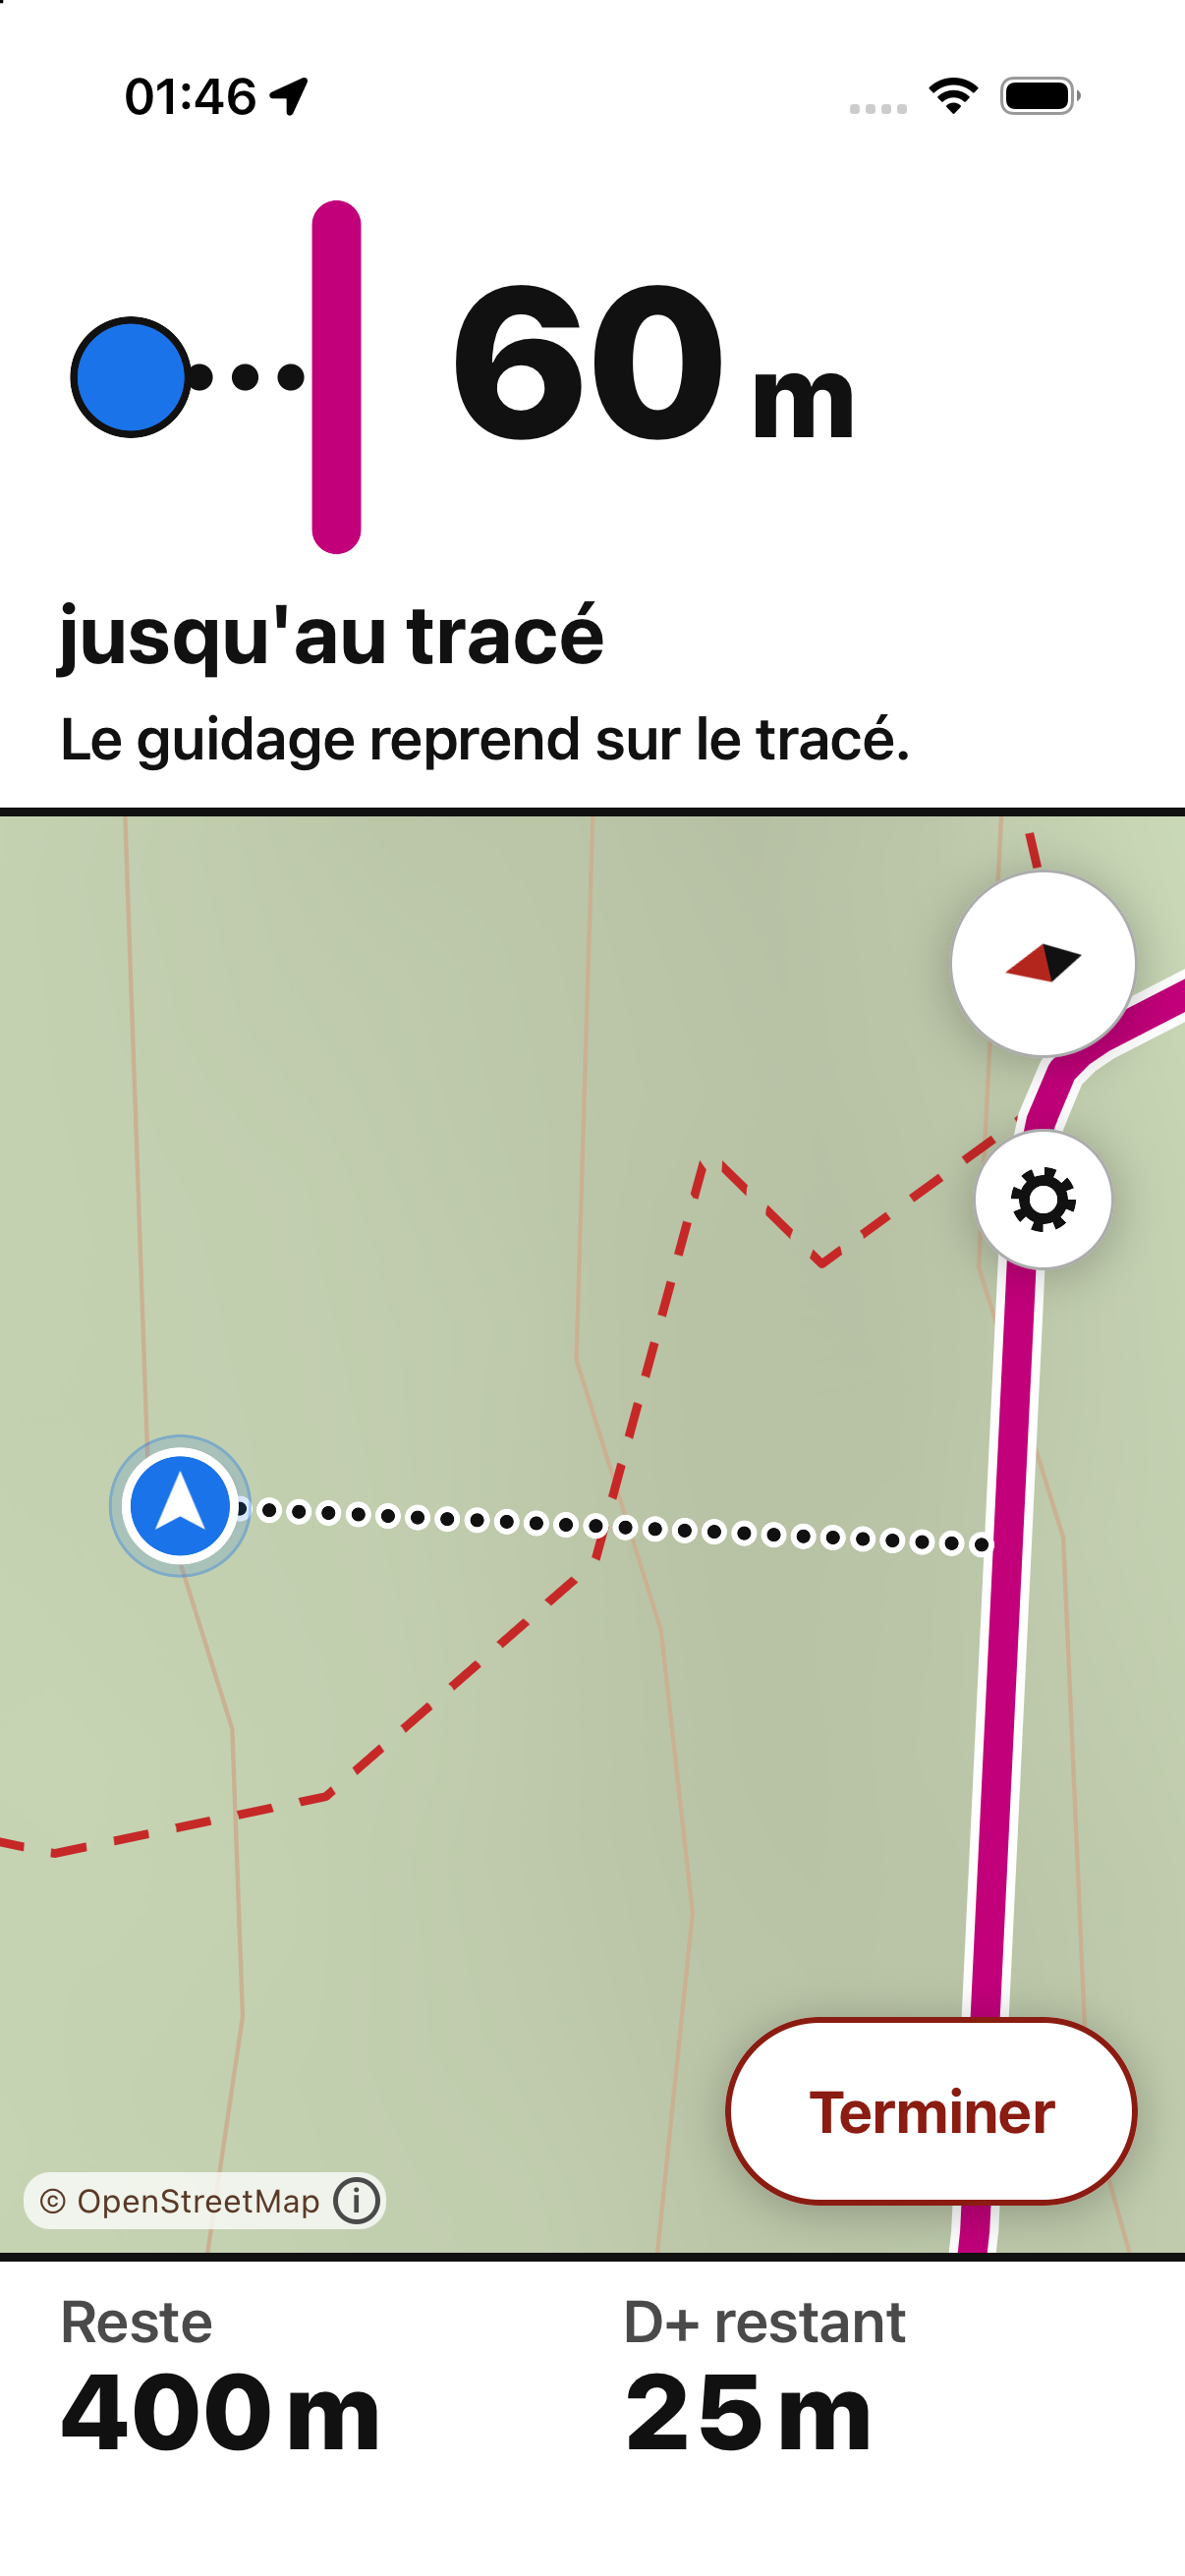 01:46
60 m
jusqu'au tracé
Le guidage reprend sur le tracé.
Terminer
© OpenStreetMap i
Reste
400 m
D+ restant
25 m